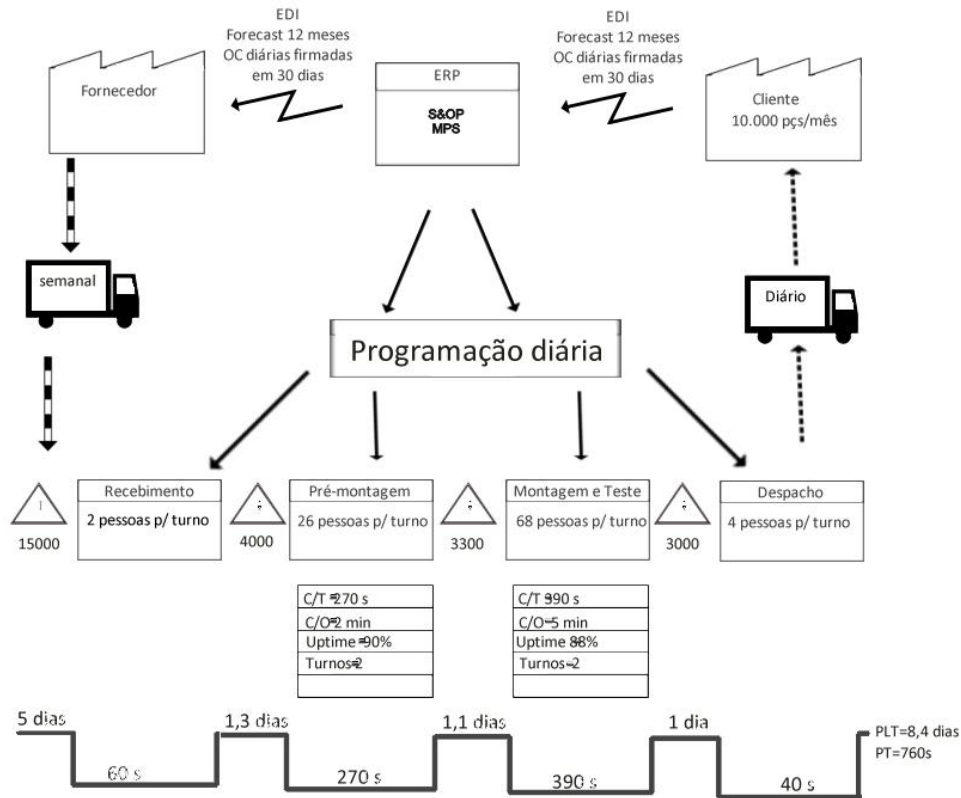 EDI
Forecast 12 meses
OC diárias firmadas
em 30 dias
EDI
Forecast 12 meses
OC diárias firmadas
em 30 dias
Fornecedor
ERP
S&OP
MPS
Cliente
10.000 pçs/mês
semanal
Diário
Programação diária
Recebimento
2 pessoas p/ turno
Pré-montagem
26 pessoas p/ turno
Montagem e Teste
68 pessoas p/ turno
Despacho
4 pessoas p/ turno
I
15000
4000
3300
3000
C/T =270 s
C/O=2 min
Uptime =90%
Turnos=2
C/T 390 s
C/O-5 min
Uptime 88%
Turnos-2
5 dias
1,3 dias
1,1 dias
1 dia
60 s
270 s
390 s
40 s
PLT=8,4 dias
PT=760s